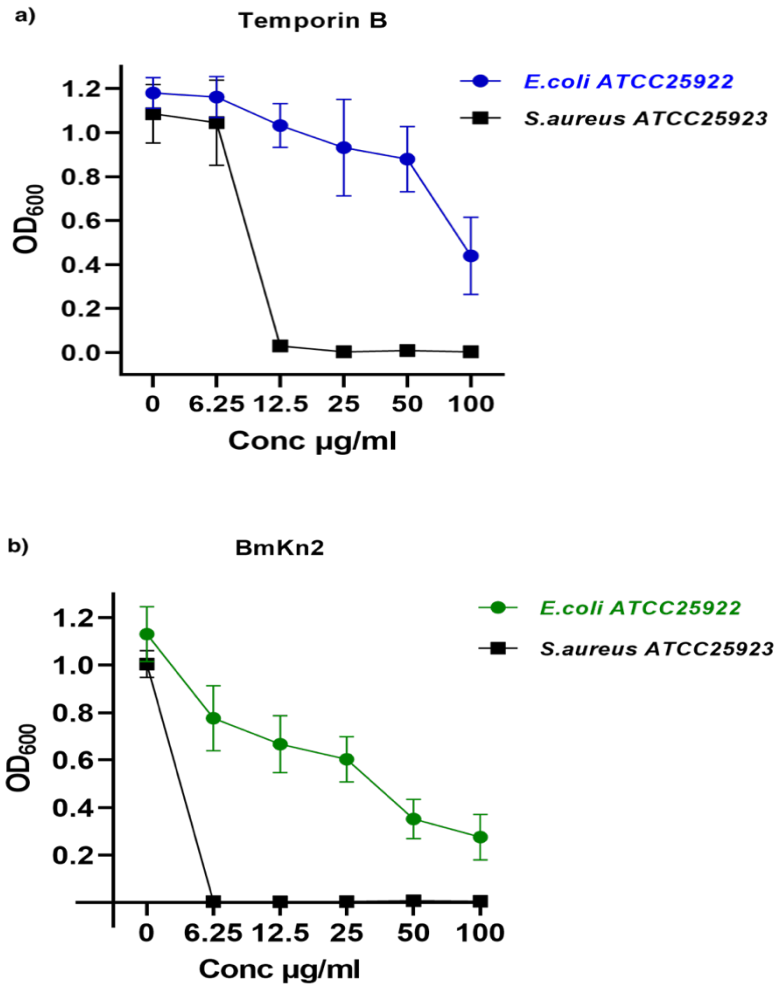 a)
Temporin B
E.coli ATCC25922
S.aureus ATCC25923
1.2
1.0
0.8
0.6
0.4
0.2
0.0
OD600
0 6.25 12.5 25 50 100
Conc µg/ml
b)
BmKn2
E.coli ATCC25922
S.aureus ATCC25923
1.2
1.0
0.8
0.6
0.4
0.2
OD600
0 6.25 12.5 25 50 100
Conc µg/ml